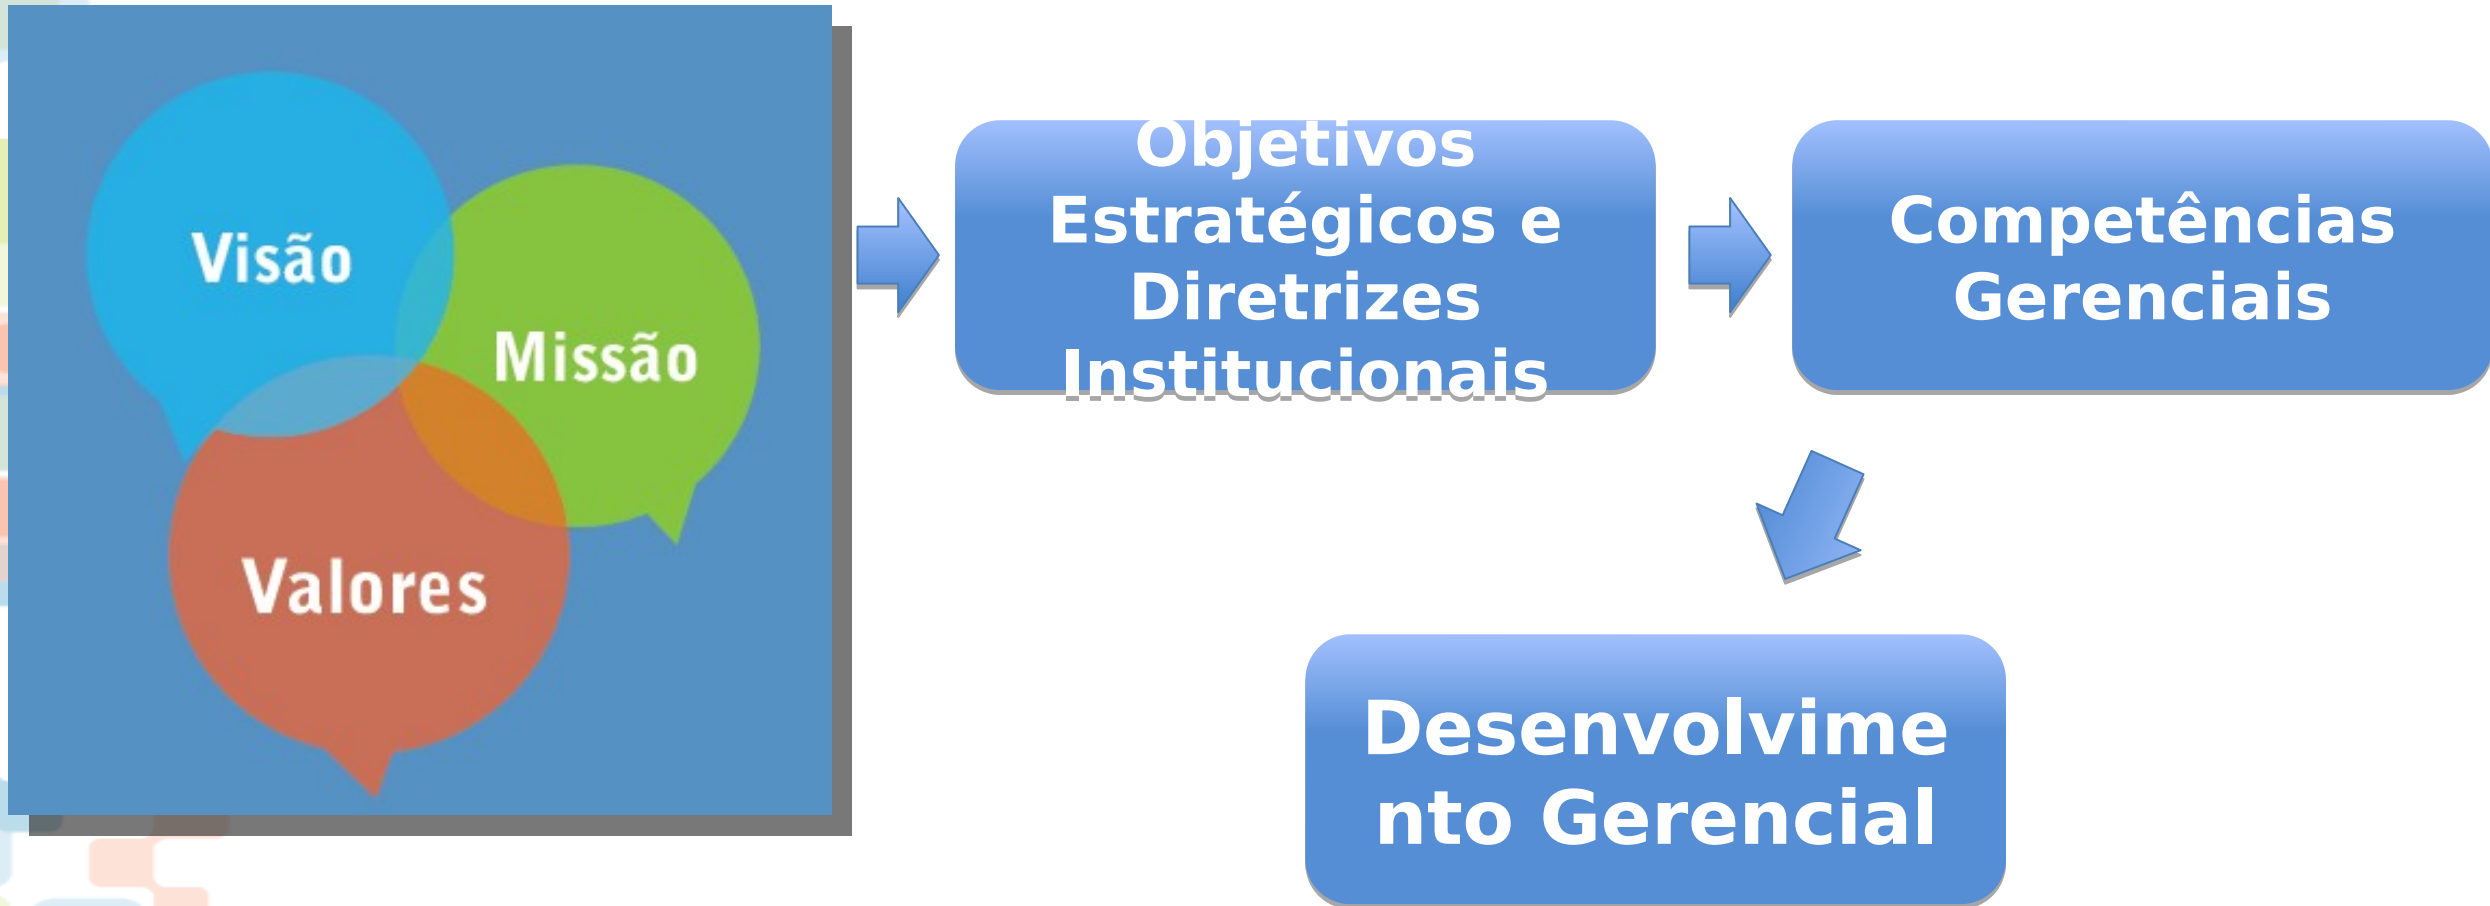 Visão
Missão
Valores
Objetivos
Estratégicos e
Diretrizes
Institucionais
Competências
Gerenciais
Desenvolvime
nto Gerencial